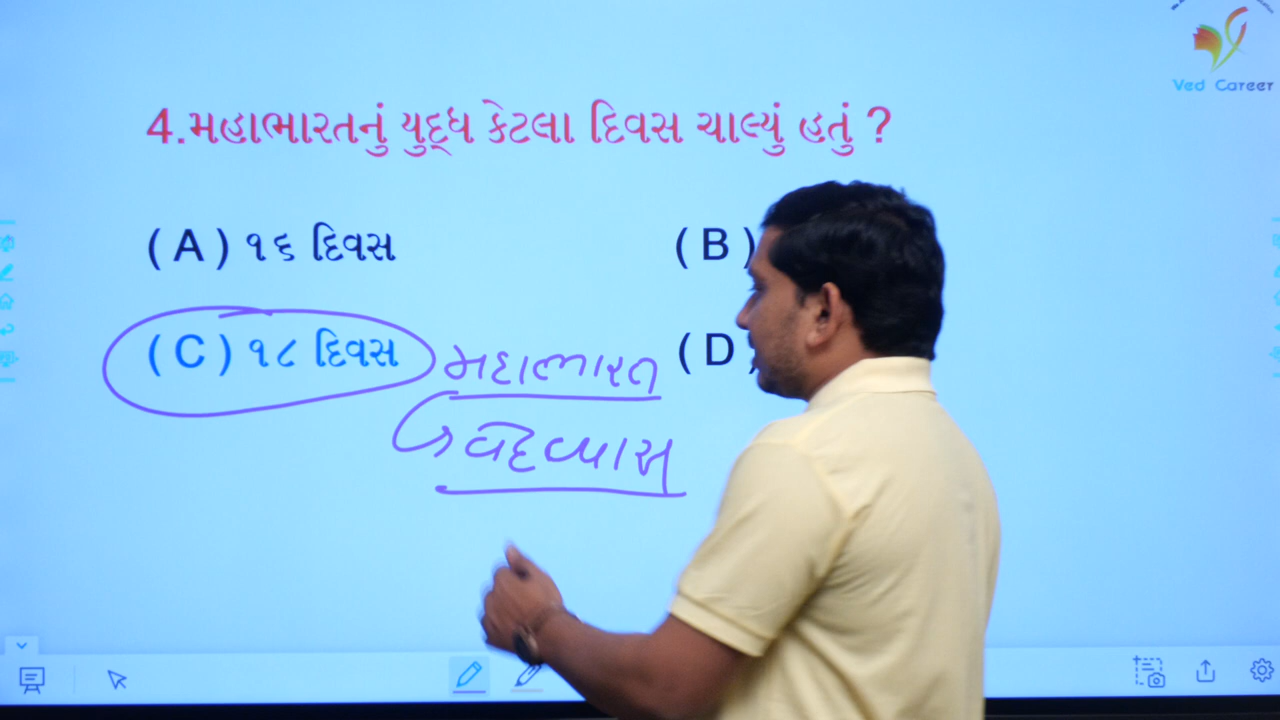 Ved Career
4.મહાભારતનું યુદ્ધ કેટલા દિવસ ચાલ્યું હતું ?
(A) ૧૬ દિવસ
(B)
(C) ૧૮ દિવસ
(D
મહાભારત
વેદવ્યાસ